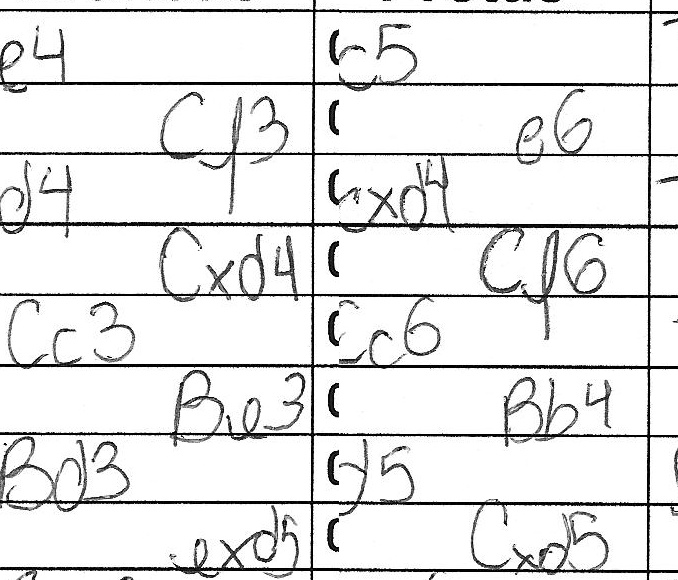 e4 c5
Cf3 e6
d4 cxd4
Cxd4 Cf6
Cc3 Cc6
Be3 Bb4
Bd3 d5
exd5 Cxd5